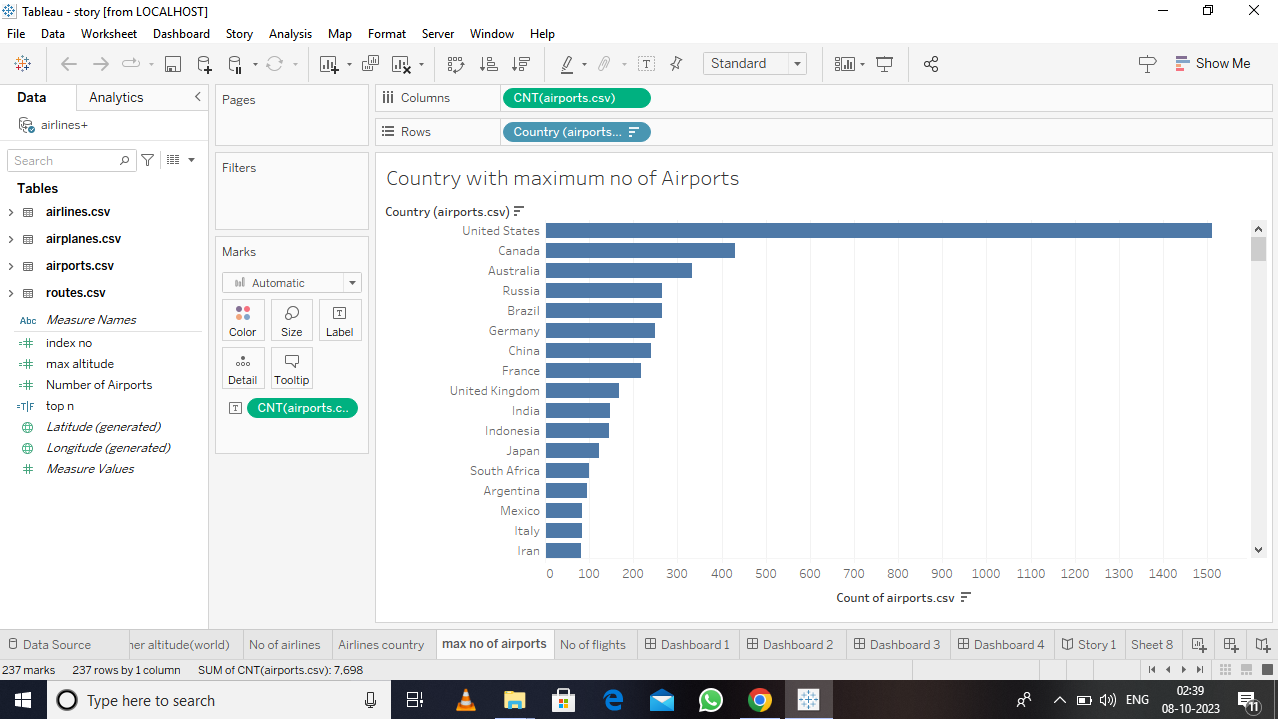 Tableau - story [from LOCALHOST]
File Data Worksheet Dashboard Story Analysis Map Format Server Window Help
Standard
Show Me
Data Analytics
airlines+
Search
Tables
airlines.csv
airplanes.csv
airports.csv
routes.csv
Abc Measure Names
index no
max altitude
Number of Airports
=T|F top n
Latitude (generated)
Longitude (generated)
Measure Values
Pages
Filters
Marks
Automatic
Color Size Label
Detail Tooltip
CNT(airports.c..
Columns CNT(airports.csv)
Rows Country (airports...
Country with maximum no of Airports
Country (airports.csv)
United States
Canada
Australia
Russia
Brazil
Germany
China
France
United Kingdom
India
Indonesia
Japan
South Africa
Argentina
Mexico
Italy
Iran
0 100 200 300 400 500 600 700 800 900 1000 1100 1200 1300 1400 1500
Count of airports.csv
Data Source her altitude(world) No of airlines Airlines country max no of airports No of flights Dashboard 1 Dashboard 2 Dashboard 3 Dashboard 4 Story 1 Sheet 8
237 marks 237 rows by 1 column SUM of CNT(airports.csv): 7,698
Type here to search
ENG
02:39
08-10-2023
11